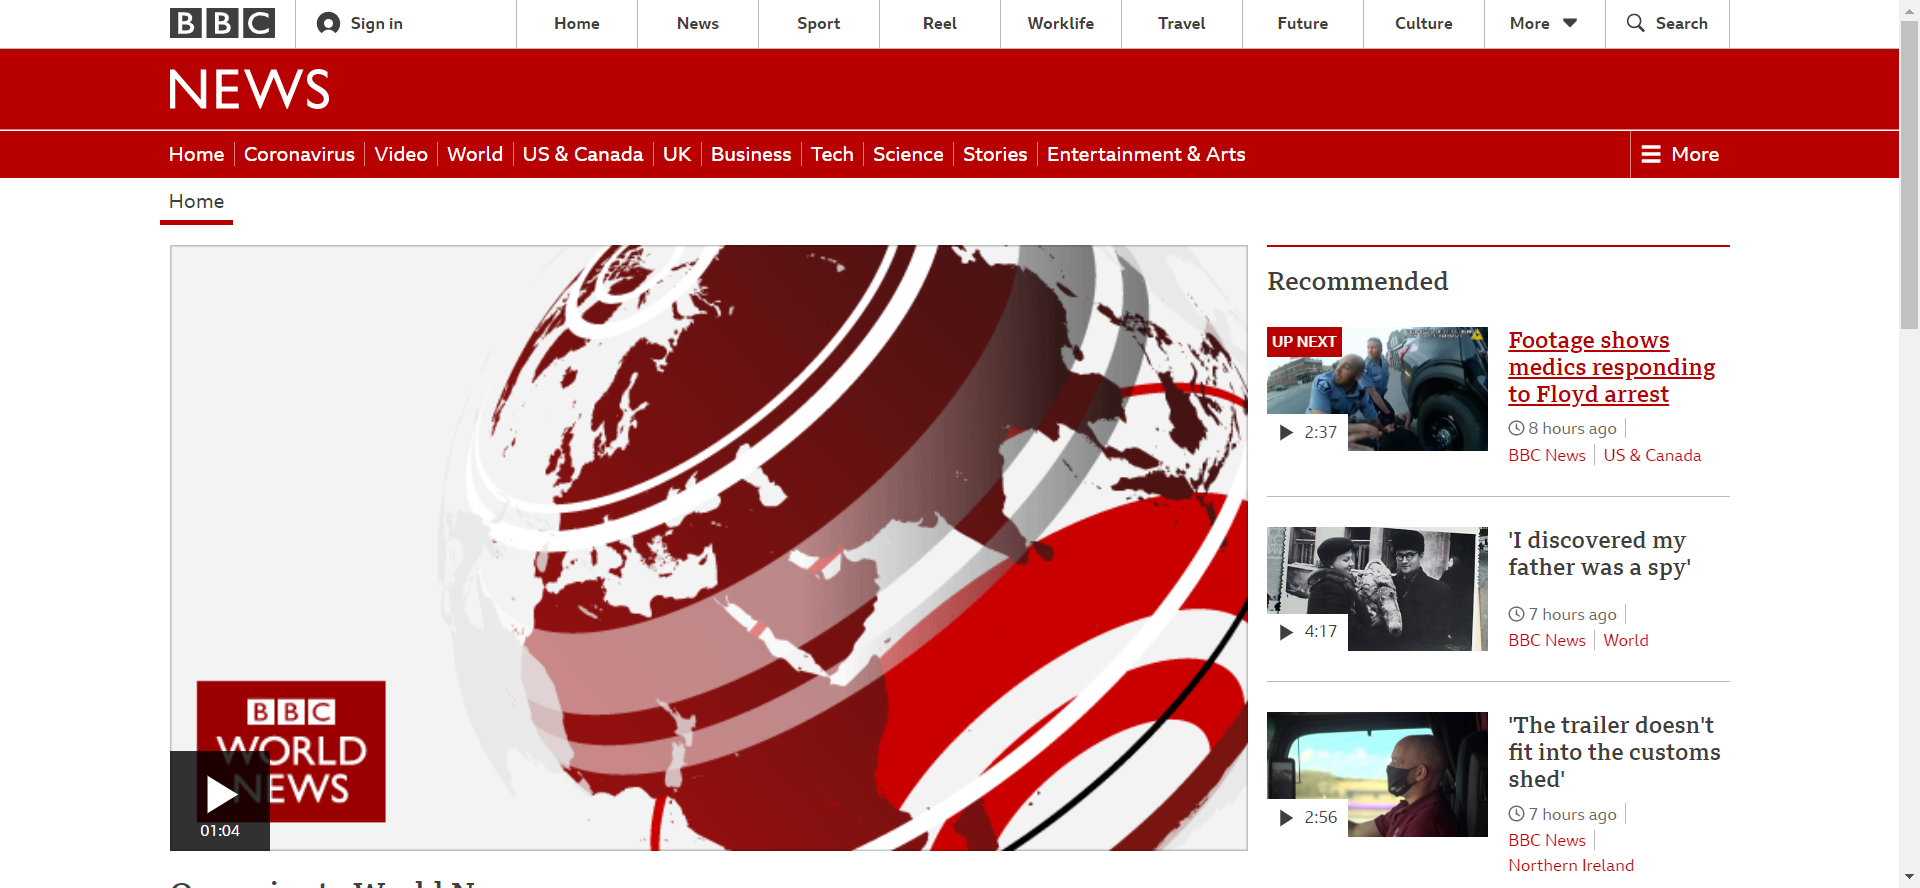 BBC
Sign in
Home
News
Sport
Reel
Worklife
Travel
Future
Culture
More
Search
NEWS
Home
Coronavirus
Video
World
US & Canada
UK
Business
Tech
Science
Stories
Entertainment & Arts
More
Home
BBC
WORLD
NEWS
01:04
Recommended
UP NEXT
2:37
Footage shows
medics responding
to Floyd arrest
8 hours ago
BBC News
US & Canada
4:17
'I discovered my
father was a spy'
7 hours ago
BBC News
World
2:56
'The trailer doesn't
fit into the customs
shed'
7 hours ago
BBC News
Northern Ireland